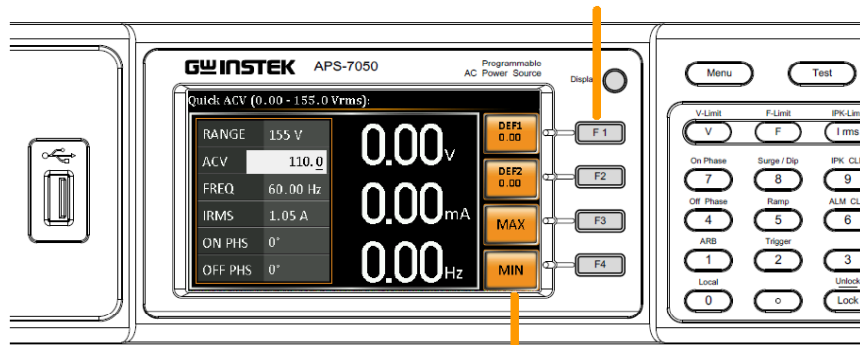 GWINSTEK APS-7050
Programmable
AC Power Source
Quick ACV (0.00 - 155.0 Vrms):
RANGE 155 V
ACV 110.0
FREQ 60.00 Hz
IRMS 1.05 A
ON PHS 0°
OFF PHS 0°
0.00V
0.00mA
0.00Hz
DEF1
0.00
DEF2
0.00
MAX
MIN
F 1
F2
F3
F4
Menu Test
V-Limit F-Limit
V F I rms
On Phase Surge / Dip
7 8 9
Off Phase Ramp
4 5 6
ARB Trigger
1 2 3
Local Unlock
0 Lock